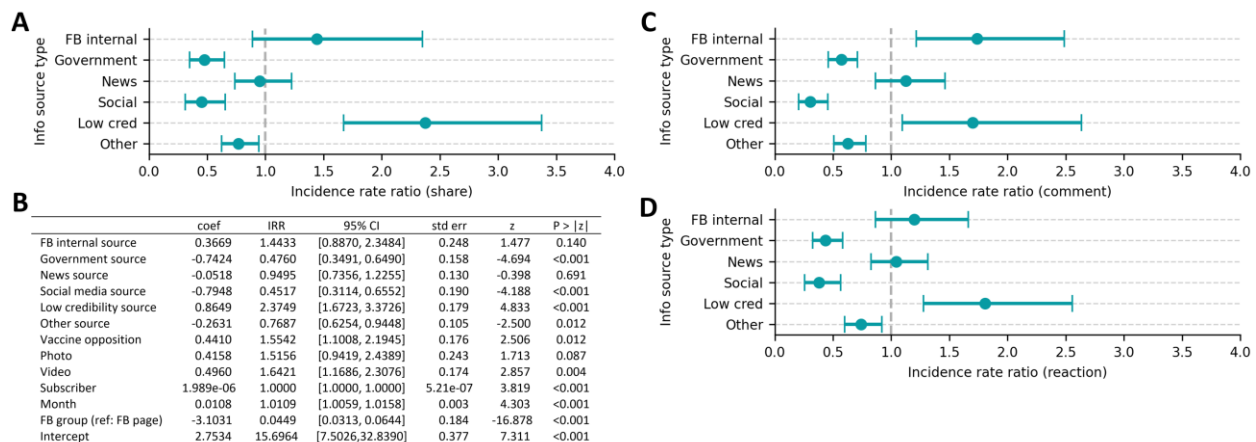 A
Info source type
FB internal
Government
News
Social
Low cred
Other
0.0 0.5 1.0 1.5 2.0 2.5 3.0 3.5 4.0
Incidence rate ratio (share)
B
coef IRR 95% CI std err z P > |z|
FB internal source 0.3669 1.4433 [0.8870, 2.3484] 0.248 1.477 0.140
Government source -0.7424 0.4760 [0.3491, 0.6490] 0.158 -4.694 <0.001
News source -0.0518 0.9495 [0.7356, 1.2255] 0.130 -0.398 0.691
Social media source -0.7948 0.4517 [0.3114, 0.6552] 0.190 -4.188 <0.001
Low credibility source 0.8649 2.3749 [1.6723, 3.3726] 0.179 4.833 <0.001
Other source -0.2631 0.7687 [0.6254, 0.9448] 0.105 -2.500 0.012
Vaccine opposition 0.4410 1.5542 [1.1008, 2.1945] 0.176 2.506 0.012
Photo 0.4158 1.5156 [0.9419, 2.4389] 0.243 1.713 0.087
Video 0.4960 1.6421 [1.1686, 2.3076] 0.174 2.857 0.004
Subscriber 1.989e-06 1.0000 [1.0000, 1.0000] 5.21e-07 3.819 <0.001
Month 0.0108 1.0109 [1.0059, 1.0158] 0.003 4.303 <0.001
FB group (ref: FB page) -3.1031 0.0449 [0.0313, 0.0644] 0.184 -16.878 <0.001
Intercept 2.7534 15.6964 [7.5026,32.8390] 0.377 7.311 <0.001
C
Info source type
FB internal
Government
News
Social
Low cred
Other
0.0 0.5 1.0 1.5 2.0 2.5 3.0 3.5 4.0
Incidence rate ratio (comment)
D
Info source type
FB internal
Government
News
Social
Low cred
Other
0.0 0.5 1.0 1.5 2.0 2.5 3.0 3.5 4.0
Incidence rate ratio (reaction)